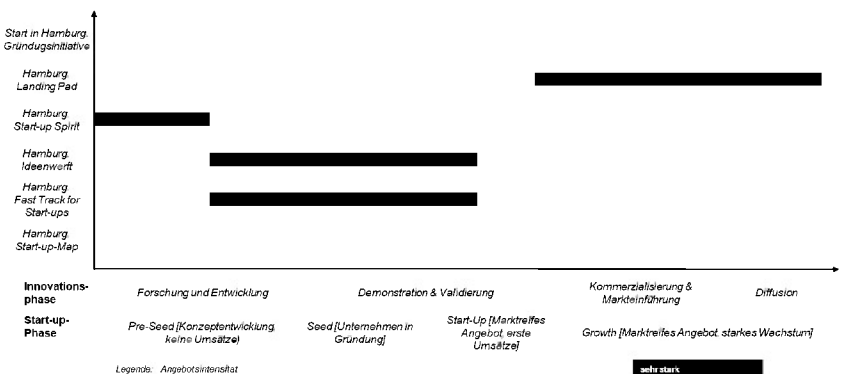 Start in Hamburg.
Gründugsinitiative
Hamburg.
Landing Pad
Hamburg.
Start-up Spirit
Hamburg.
Ideenwerft
Hamburg.
Fast Track for
Start-ups
Hamburg.
Start-up-Map
Innovations-
phase
Forschung und Entwicklung
Demonstration & Validierung
Kommerzialisierung &
Markteinführung
Diffusion
Start-up-
Phase
Pre-Seed [Konzeptentwicklung,
keine Umsätze)
Seed [Unternehmen in
Gründung]
Start-Up [Marktreifes
Angebot, erste
Umsätze]
Growth [Marktreifes Angebot, starkes Wachstum]
Legende: Angebotsintensität
sehr stark